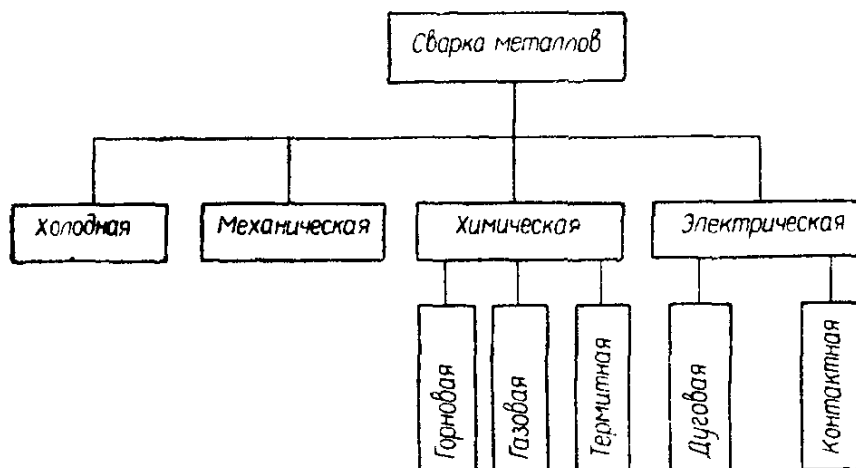 Сварка металлов
Холодная
Механическая
Химическая
Электрическая
Горновая
Газовая
Термитная
Дуговая
Контактная